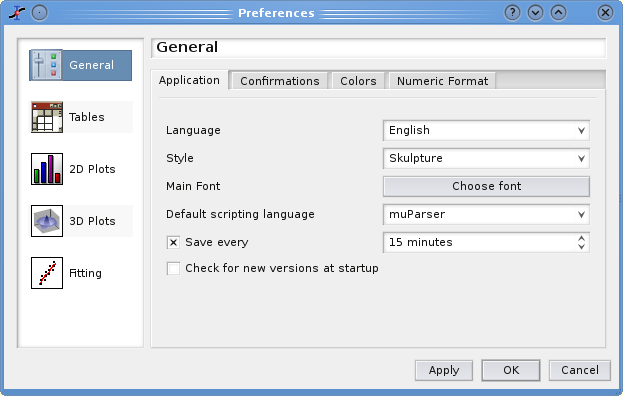 Preferences
General
General
Tables
2D Plots
3D Plots
Fitting
Application Confirmations Colors Numeric Format
Language English
Style Skulpture
Main Font Choose font
Default scripting language muParser
Save every 15 minutes
Check for new versions at startup
Apply OK Cancel